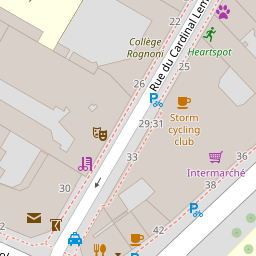 22
25
Collège
Rognoni
Heartspot
Rue du Cardinal Lem
26
29;31
Storm
cycling
club
33
35
36
Intermarché
38
30
42